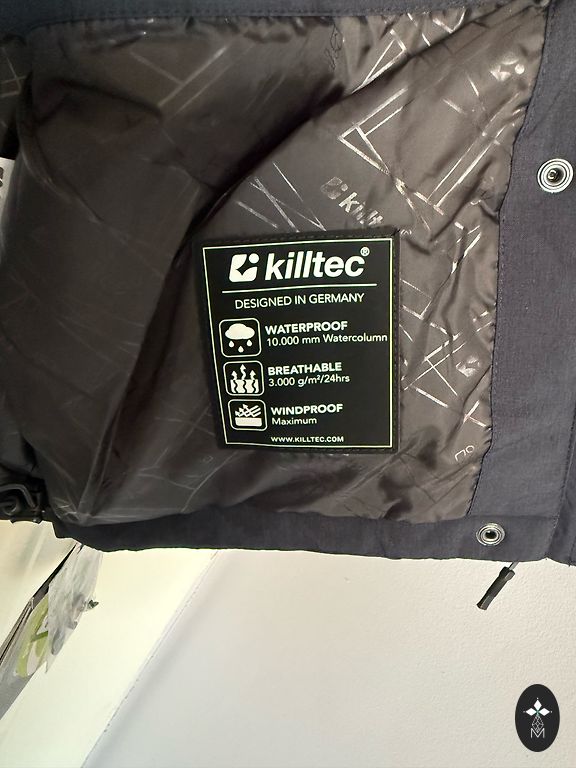 killtec
killtec®
DESIGNED IN GERMANY
WATERPROOF
10.000 mm Watercolumn
BREATHABLE
3.000 g/m²/24hrs
WINDPROOF
Maximum
WWW.KILLTEC.COM
M